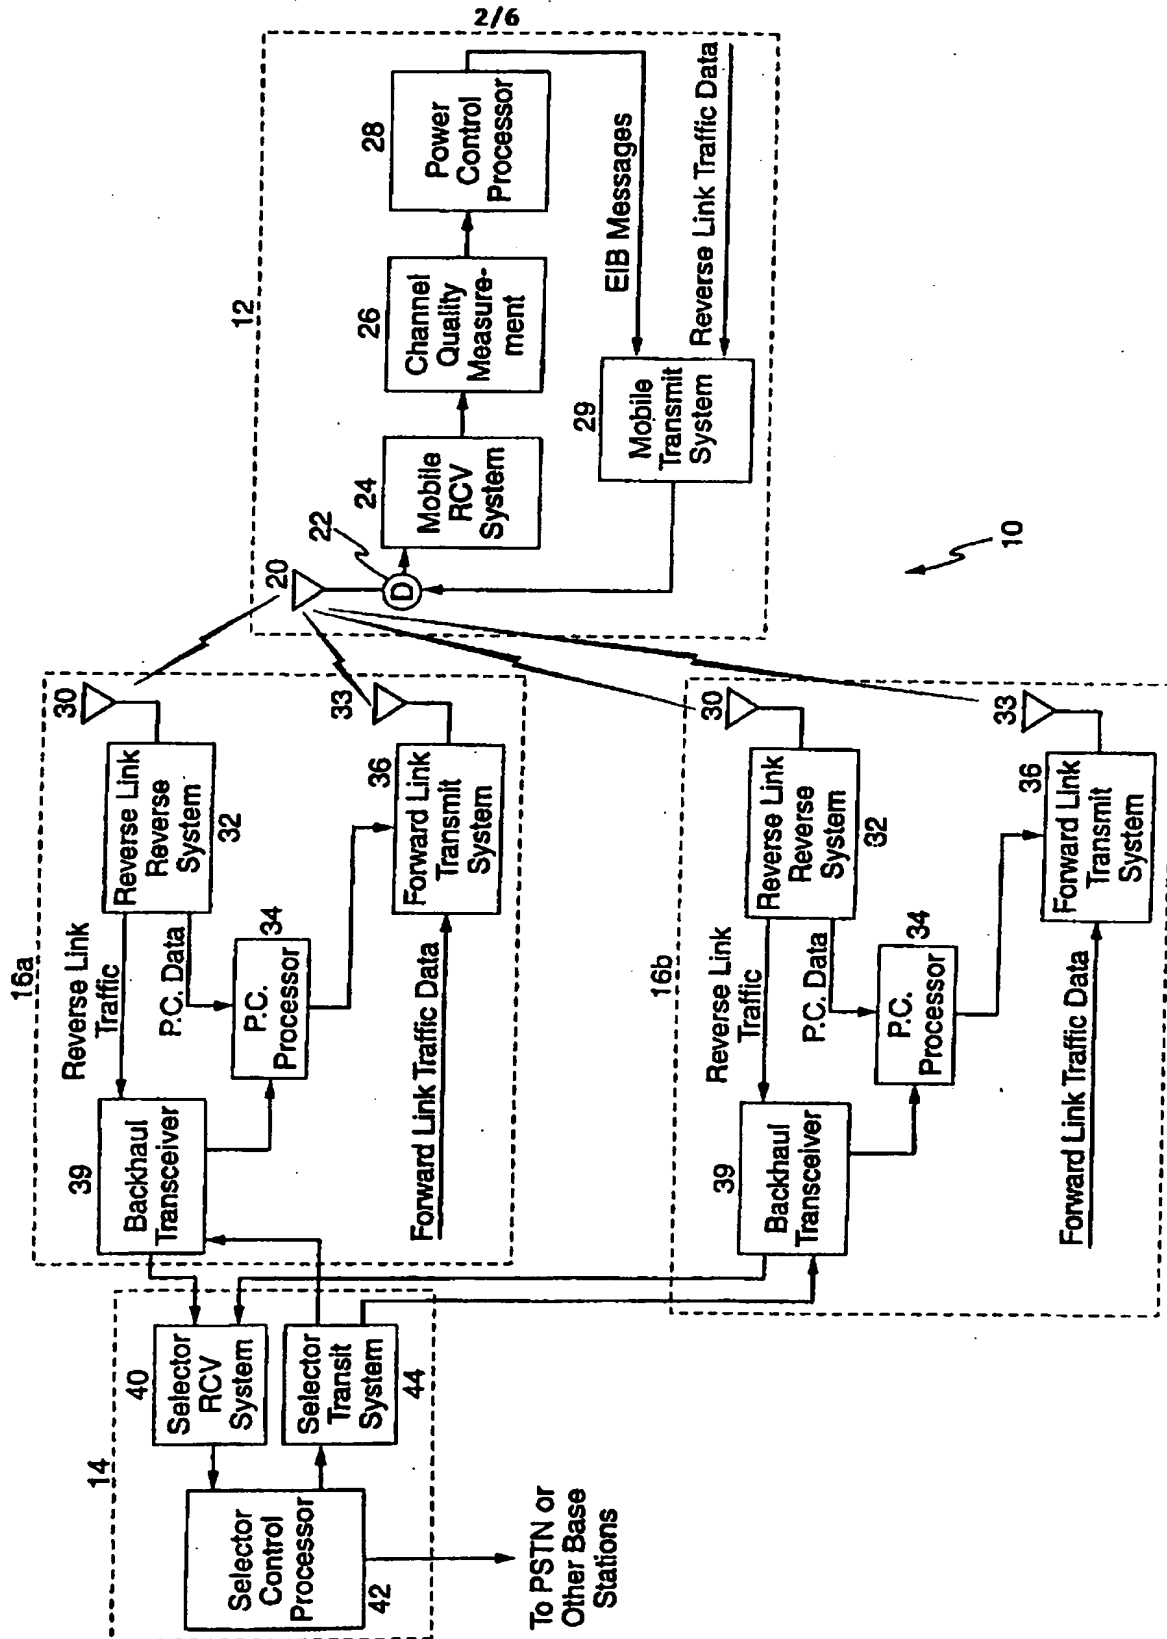 2/6
12
28
Power
Control
Processor
26
Channel
Quality
Measure-
ment
24
Mobile
RCV
System
22
D
20
EIB Messages
Reverse Link Traffic Data
29
Mobile
Transmit
System
10
16a
30
Reverse Link
Reverse
System
32
33
36
Forward Link
Transmit
System
Reverse Link
Traffic
P.C. Data
34
P.C.
Processor
39
Backhaul
Transceiver
Forward Link Traffic Data
16b
30
Reverse Link
Reverse
System
32
33
36
Forward Link
Transmit
System
Reverse Link
Traffic
P.C. Data
34
P.C.
Processor
39
Backhaul
Transceiver
Forward Link Traffic Data
14
40
Selector
RCV
System
Selector
Transit
System
44
Selector
Control
Processor
42
To PSTN or
Other Base
Stations